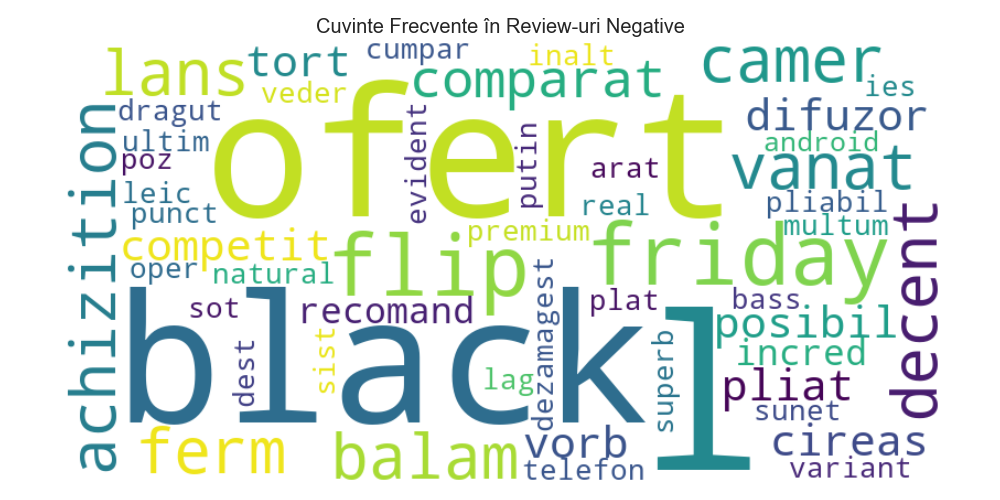 Cuvinte Frecvente în Review-uri Negative
cumpar
inalt
lans
tort
comparat
camer
veder
ies
dragut
ofert
difuzor
ultim
evident
putin
android
poz
arat
vanat
achizition
leic
real
pliabil
punct
premium
multum
competit
flip
friday
decent
oper
natural
sot
recomand
plat
bass
black
l
posibil
dest
sist
lag
dezamagest
superb
incred
pliat
sunet
ferm
balam
vorb
cireas
telefon
variant